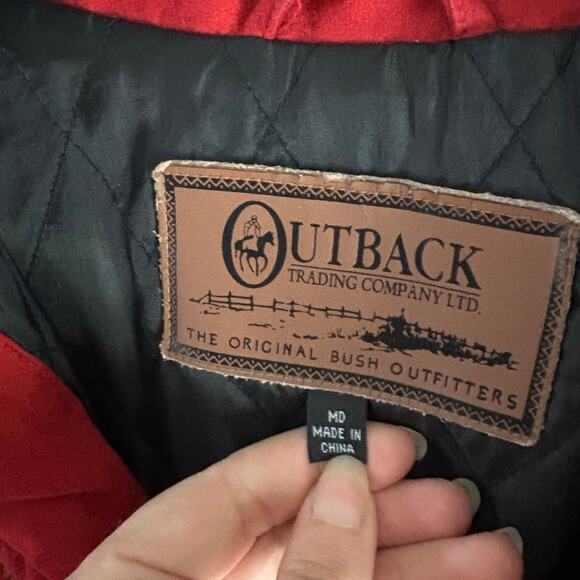 OUTBACK
TRADING COMPANY LTD.
THE ORIGINAL BUSH OUTFITTERS
MD
MADE IN
CHINA